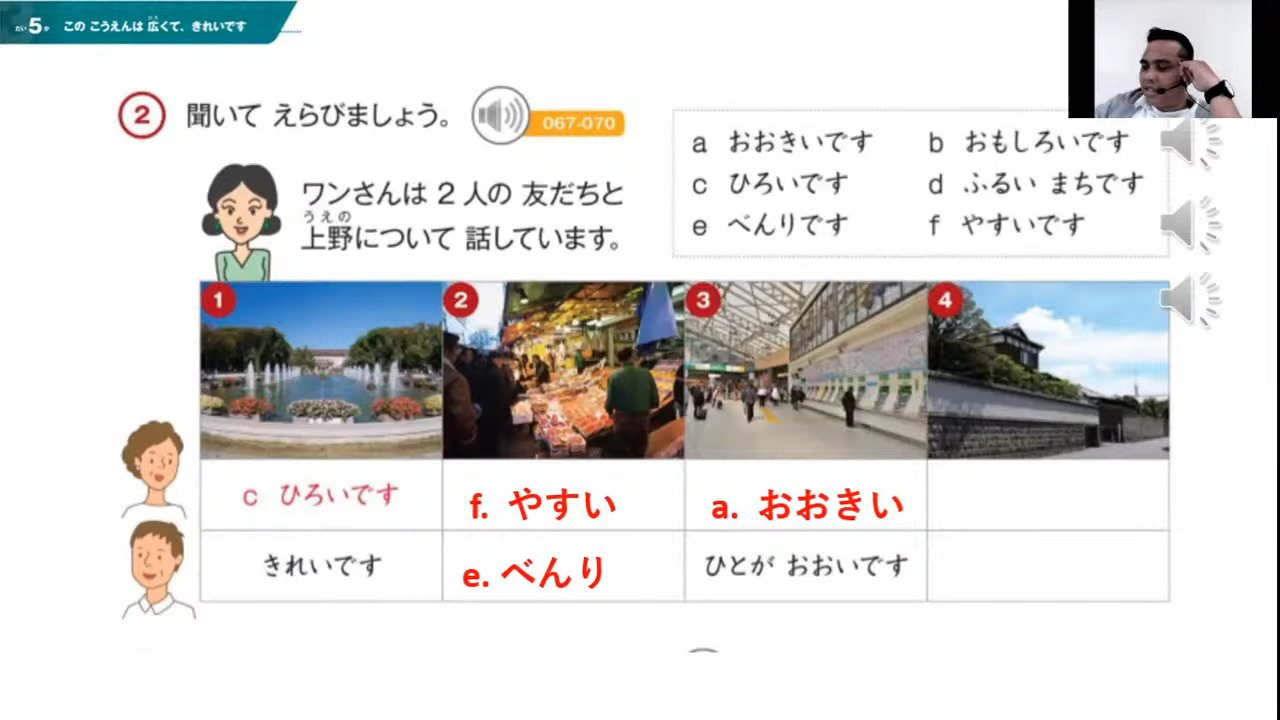 だい5か この こうえんは 広くて、きれいです
ひろ
2 聞いて えらびましょう。
067-070
ワンさんは 2人の 友だちと
うえの
上野について 話しています。
a おおきいです b おもしろいです
c ひろいです d ふるい まちです
e べんりです f やすいです
1 2 3 4
c ひろいです f. やすい a. おおきい
きれいです e. べんり ひとが おおいです